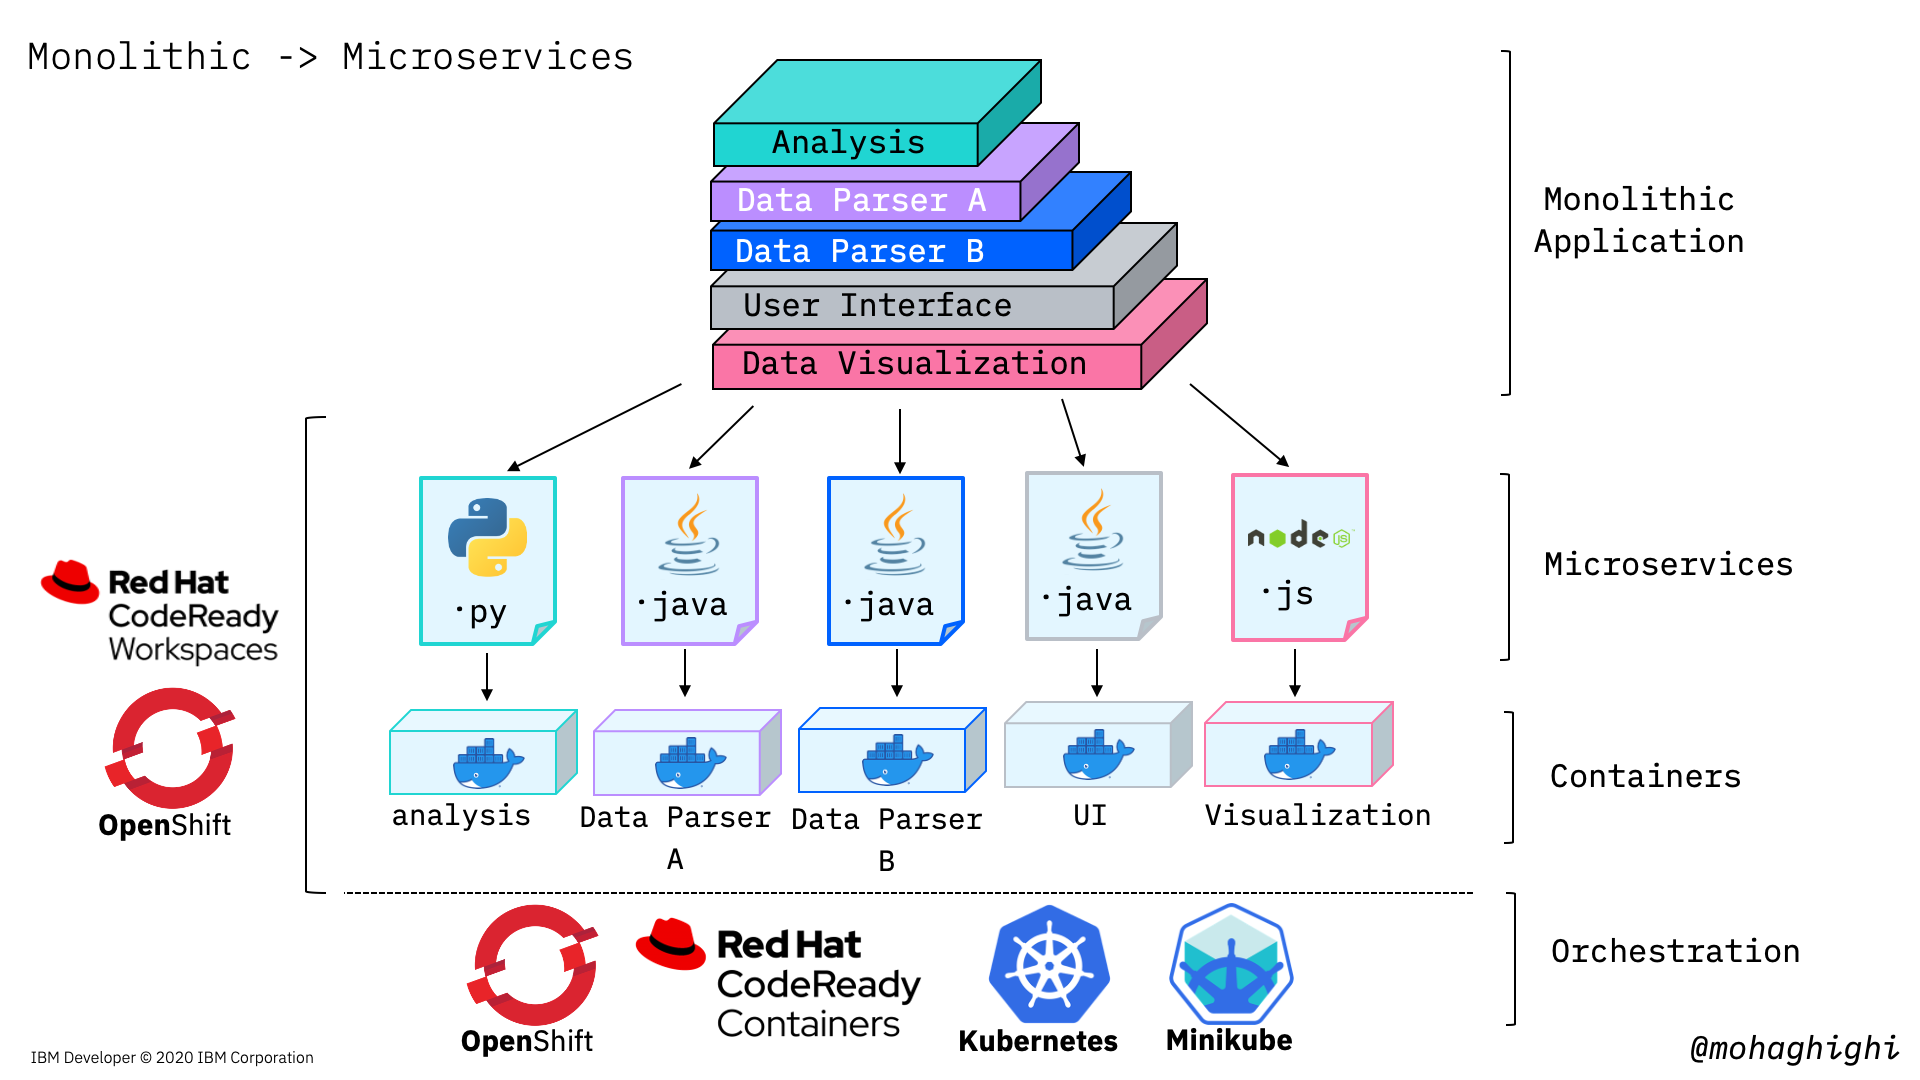 Monolithic -> Microservices
Analysis
Data Parser A
Data Parser B
User Interface
Data Visualization
Monolithic
Application
.py
.java
.java
.java
node JS
.js
Microservices
Red Hat
CodeReady
Workspaces
OpenShift
analysis
Data Parser
A
Data Parser
B
UI
Visualization
Containers
OpenShift
Red Hat
CodeReady
Containers
Kubernetes
Minikube
Orchestration
IBM Developer © 2020 IBM Corporation
@mohaghighi